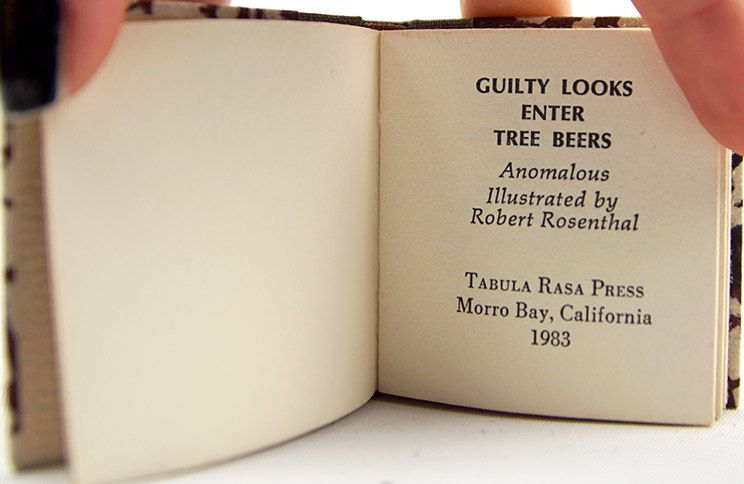 GUILTY LOOKS
ENTER
TREE BEERS
Anomalous
Illustrated by
Robert Rosenthal
TABULA RASA PRESS
Morro Bay, California
1983